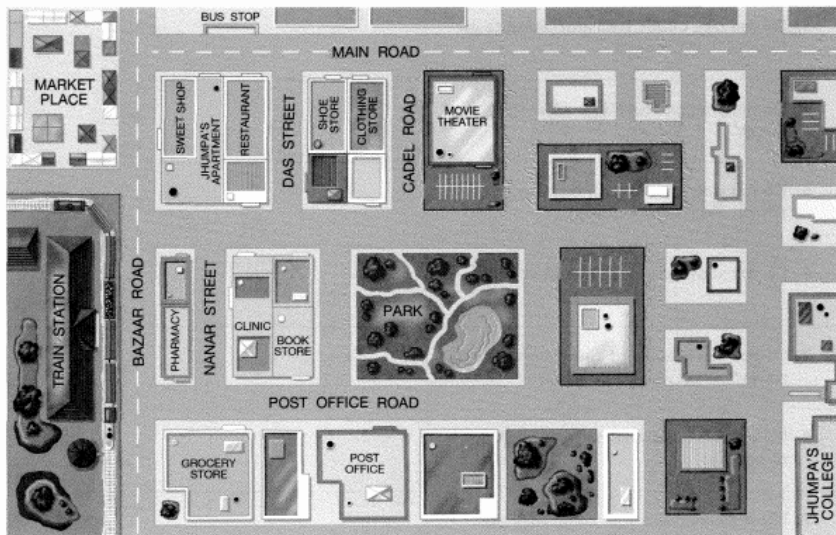 BUS STOP
MAIN ROAD
MARKET
PLACE
SWEET SHOP
JHUMPA'S
APARTMENT
RESTAURANT
DAS STREET
SHOE
STORE
CLOTHING
STORE
CADEL ROAD
MOVIE
THEATER
TRAIN STATION
BAZAAR ROAD
PHARMACY
NANAR STREET
CLINIC
BOOK
STORE
PARK
POST OFFICE ROAD
GROCERY
STORE
POST
OFFICE
JHUMPA'S
COLLEGE